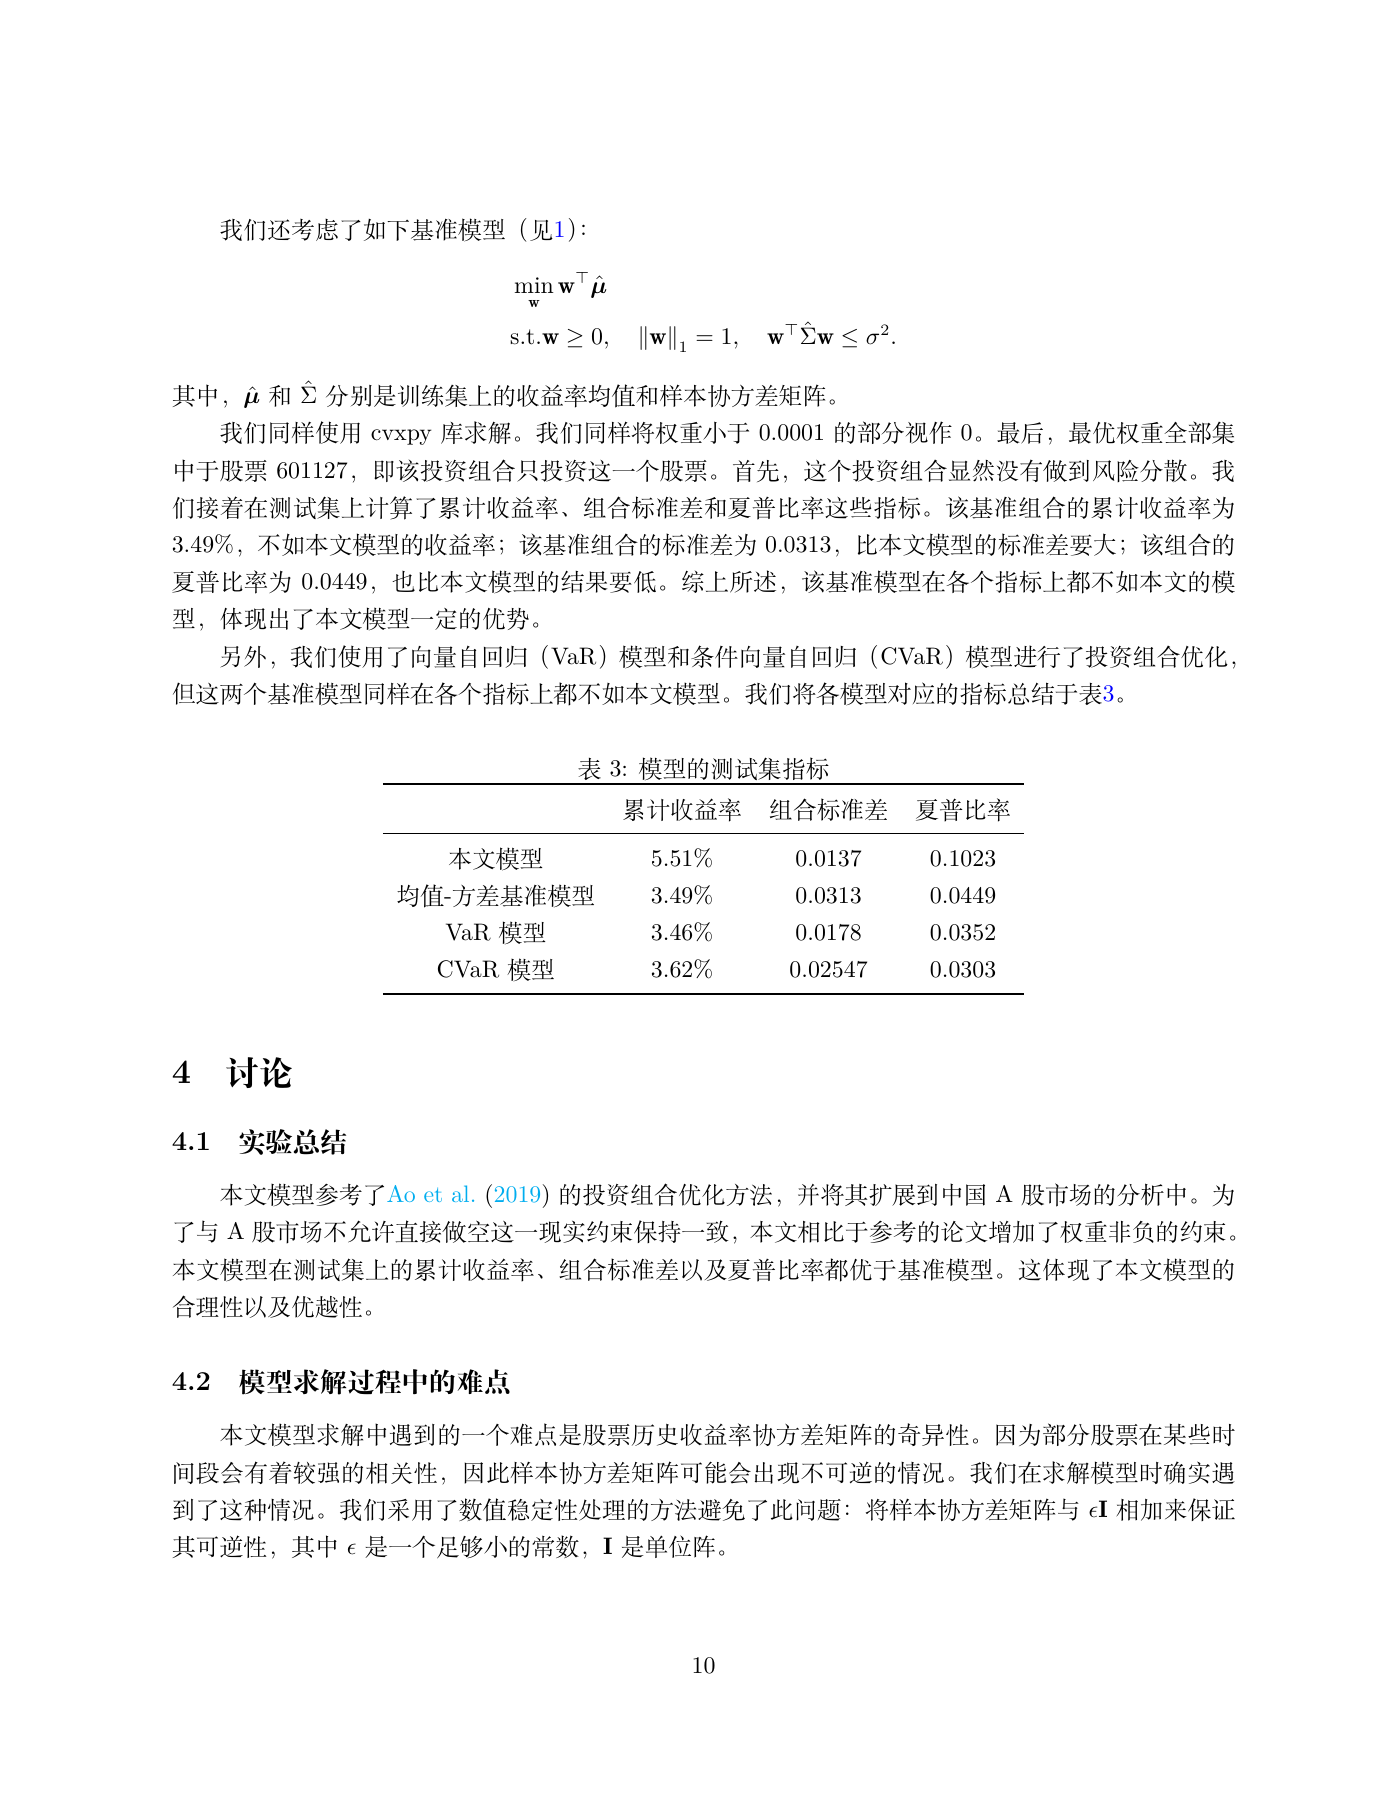 我们还考虑了如下基准模型（见1）：
min w⊤μ̂
w
s.t.w ≥ 0, ‖w‖₁ = 1, w⊤Σ̂w ≤ σ².
其中，μ̂ 和 Σ̂ 分别是训练集上的收益率均值和样本协方差矩阵。
我们同样使用 cvxpy 库求解。我们同样将权重小于 0.0001 的部分视作 0。最后，最优权重全部集
中于股票 601127，即该投资组合只投资这一个股票。首先，这个投资组合显然没有做到风险分散。我
们接着在测试集上计算了累计收益率、组合标准差和夏普比率这些指标。该基准组合的累计收益率为
3.49%，不如本文模型的收益率；该基准组合的标准差为 0.0313，比本文模型的标准差要大；该组合的
夏普比率为 0.0449，也比本文模型的结果要低。综上所述，该基准模型在各个指标上都不如本文的模
型，体现出了本文模型一定的优势。
另外，我们使用了向量自回归（VaR）模型和条件向量自回归（CVaR）模型进行了投资组合优化，
但这两个基准模型同样在各个指标上都不如本文模型。我们将各模型对应的指标总结于表3。
表 3: 模型的测试集指标
累计收益率 组合标准差 夏普比率
本文模型 5.51% 0.0137 0.1023
均值-方差基准模型 3.49% 0.0313 0.0449
VaR 模型 3.46% 0.0178 0.0352
CVaR 模型 3.62% 0.02547 0.0303
4 讨论
4.1 实验总结
本文模型参考了Ao et al. (2019) 的投资组合优化方法，并将其扩展到中国 A 股市场的分析中。为
了与 A 股市场不允许直接做空这一现实约束保持一致，本文相比于参考的论文增加了权重非负的约束。
本文模型在测试集上的累计收益率、组合标准差以及夏普比率都优于基准模型。这体现了本文模型的
合理性以及优越性。
4.2 模型求解过程中的难点
本文模型求解中遇到的一个难点是股票历史收益率协方差矩阵的奇异性。因为部分股票在某些时
间段会有着较强的相关性，因此样本协方差矩阵可能会出现不可逆的情况。我们在求解模型时确实遇
到了这种情况。我们采用了数值稳定性处理的方法避免了此问题：将样本协方差矩阵与 ϵI 相加来保证
其可逆性，其中 ϵ 是一个足够小的常数，I 是单位阵。
10